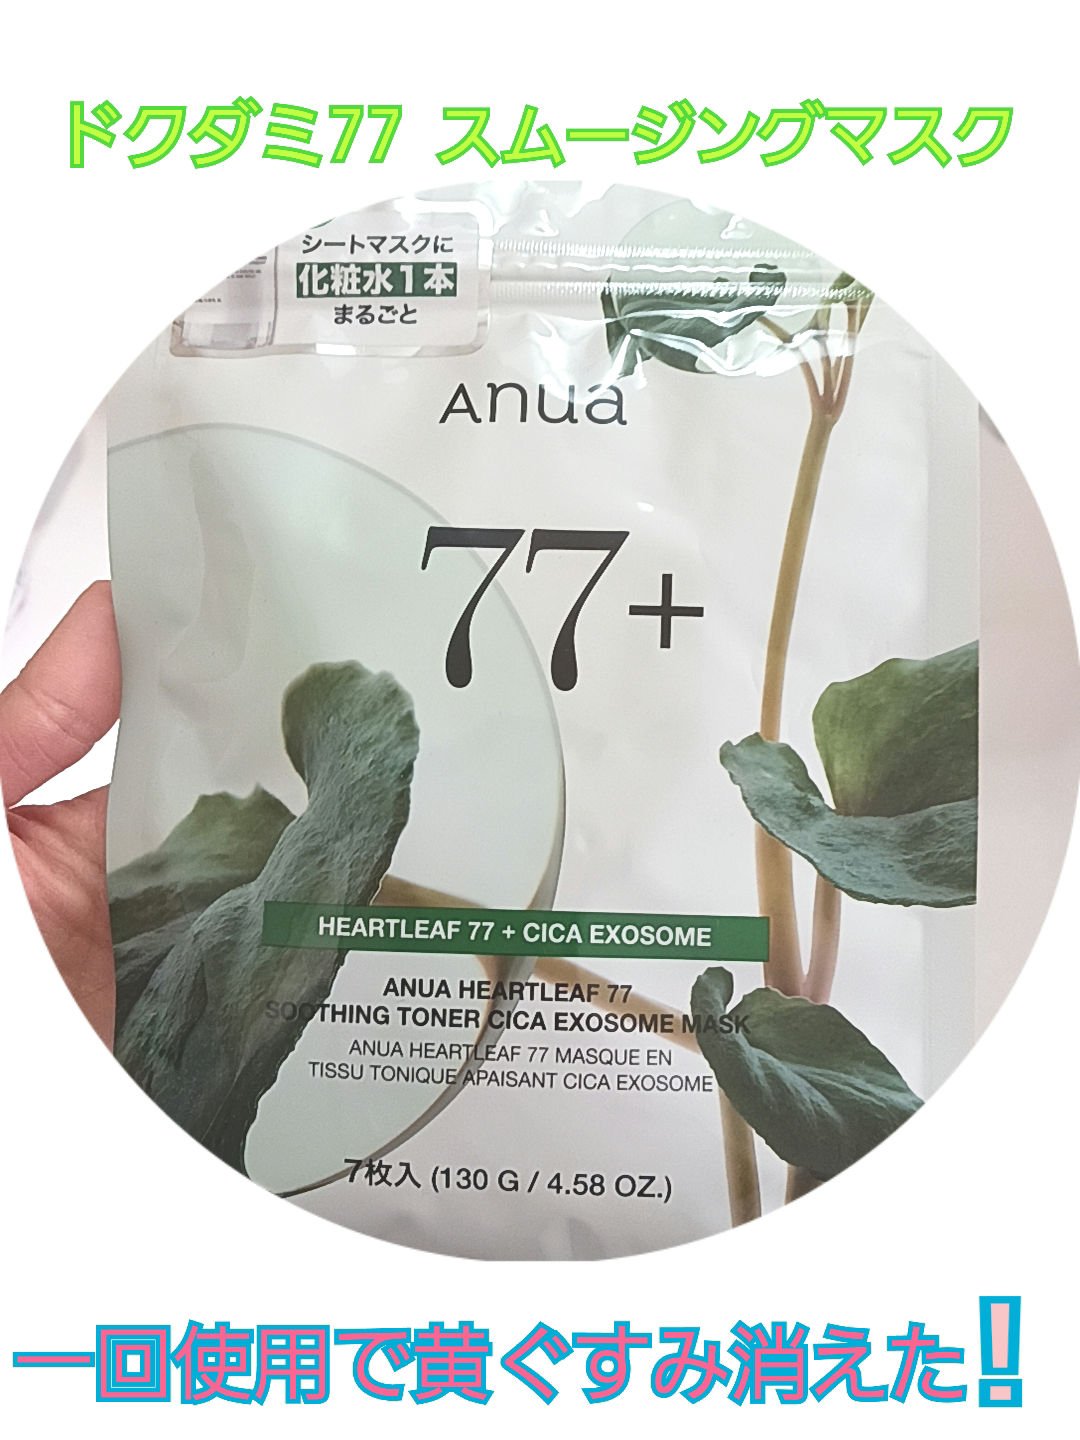 ドクダミ77 スムージングマスク
シートマスクに
化粧水1本
まるごと
Anua
77+
HEARTLEAF 77 + CICA EXOSOME
ANUA HEARTLEAF 77
SOOTHING TONER CICA EXOSOME MASK
ANUA HEARTLEAF 77 MASQUE EN
TISSU TONIQUE APAISANT CICA EXOSOME
7枚入 (130 G / 4.58 OZ.)
一回使用で黄ぐすみ消えた!